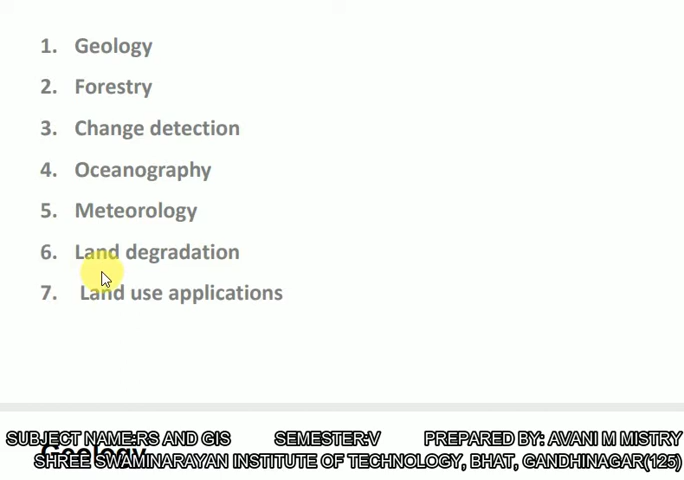 1. Geology
2. Forestry
3. Change detection
4. Oceanography
5. Meteorology
6. Land degradation
7. Land use applications
SUBJECT NAME:RS AND GIS SEMESTER:V PREPARED BY: AVANI M MISTRY
Geology
SHREE SWAMINARAYAN INSTITUTE OF TECHNOLOGY, BHAT, GANDHINAGAR(125)